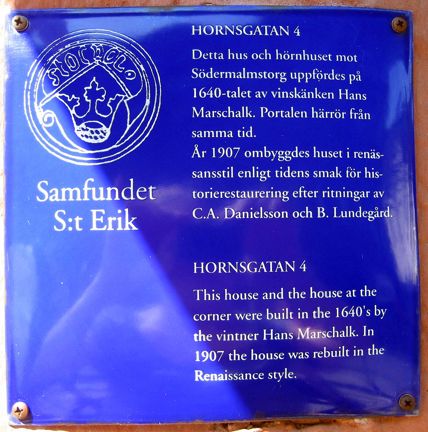 Samfundet
S:t Erik
HORNSGATAN 4
Detta hus och hörnhuset mot
Södermalmstorg uppfördes på
1640-talet av vinskänken Hans
Marschalk. Portalen härrör från
samma tid.
År 1907 ombyggdes huset i renäs-
sansstil enligt tidens smak för his-
torierestaurering efter ritningar av
C.A. Danielsson och B. Lundegård.
HORNSGATAN 4
This house and the house at the
corner were built in the 1640's by
the vintner Hans Marschalk. In
1907 the house was rebuilt in the
Renaissance style.